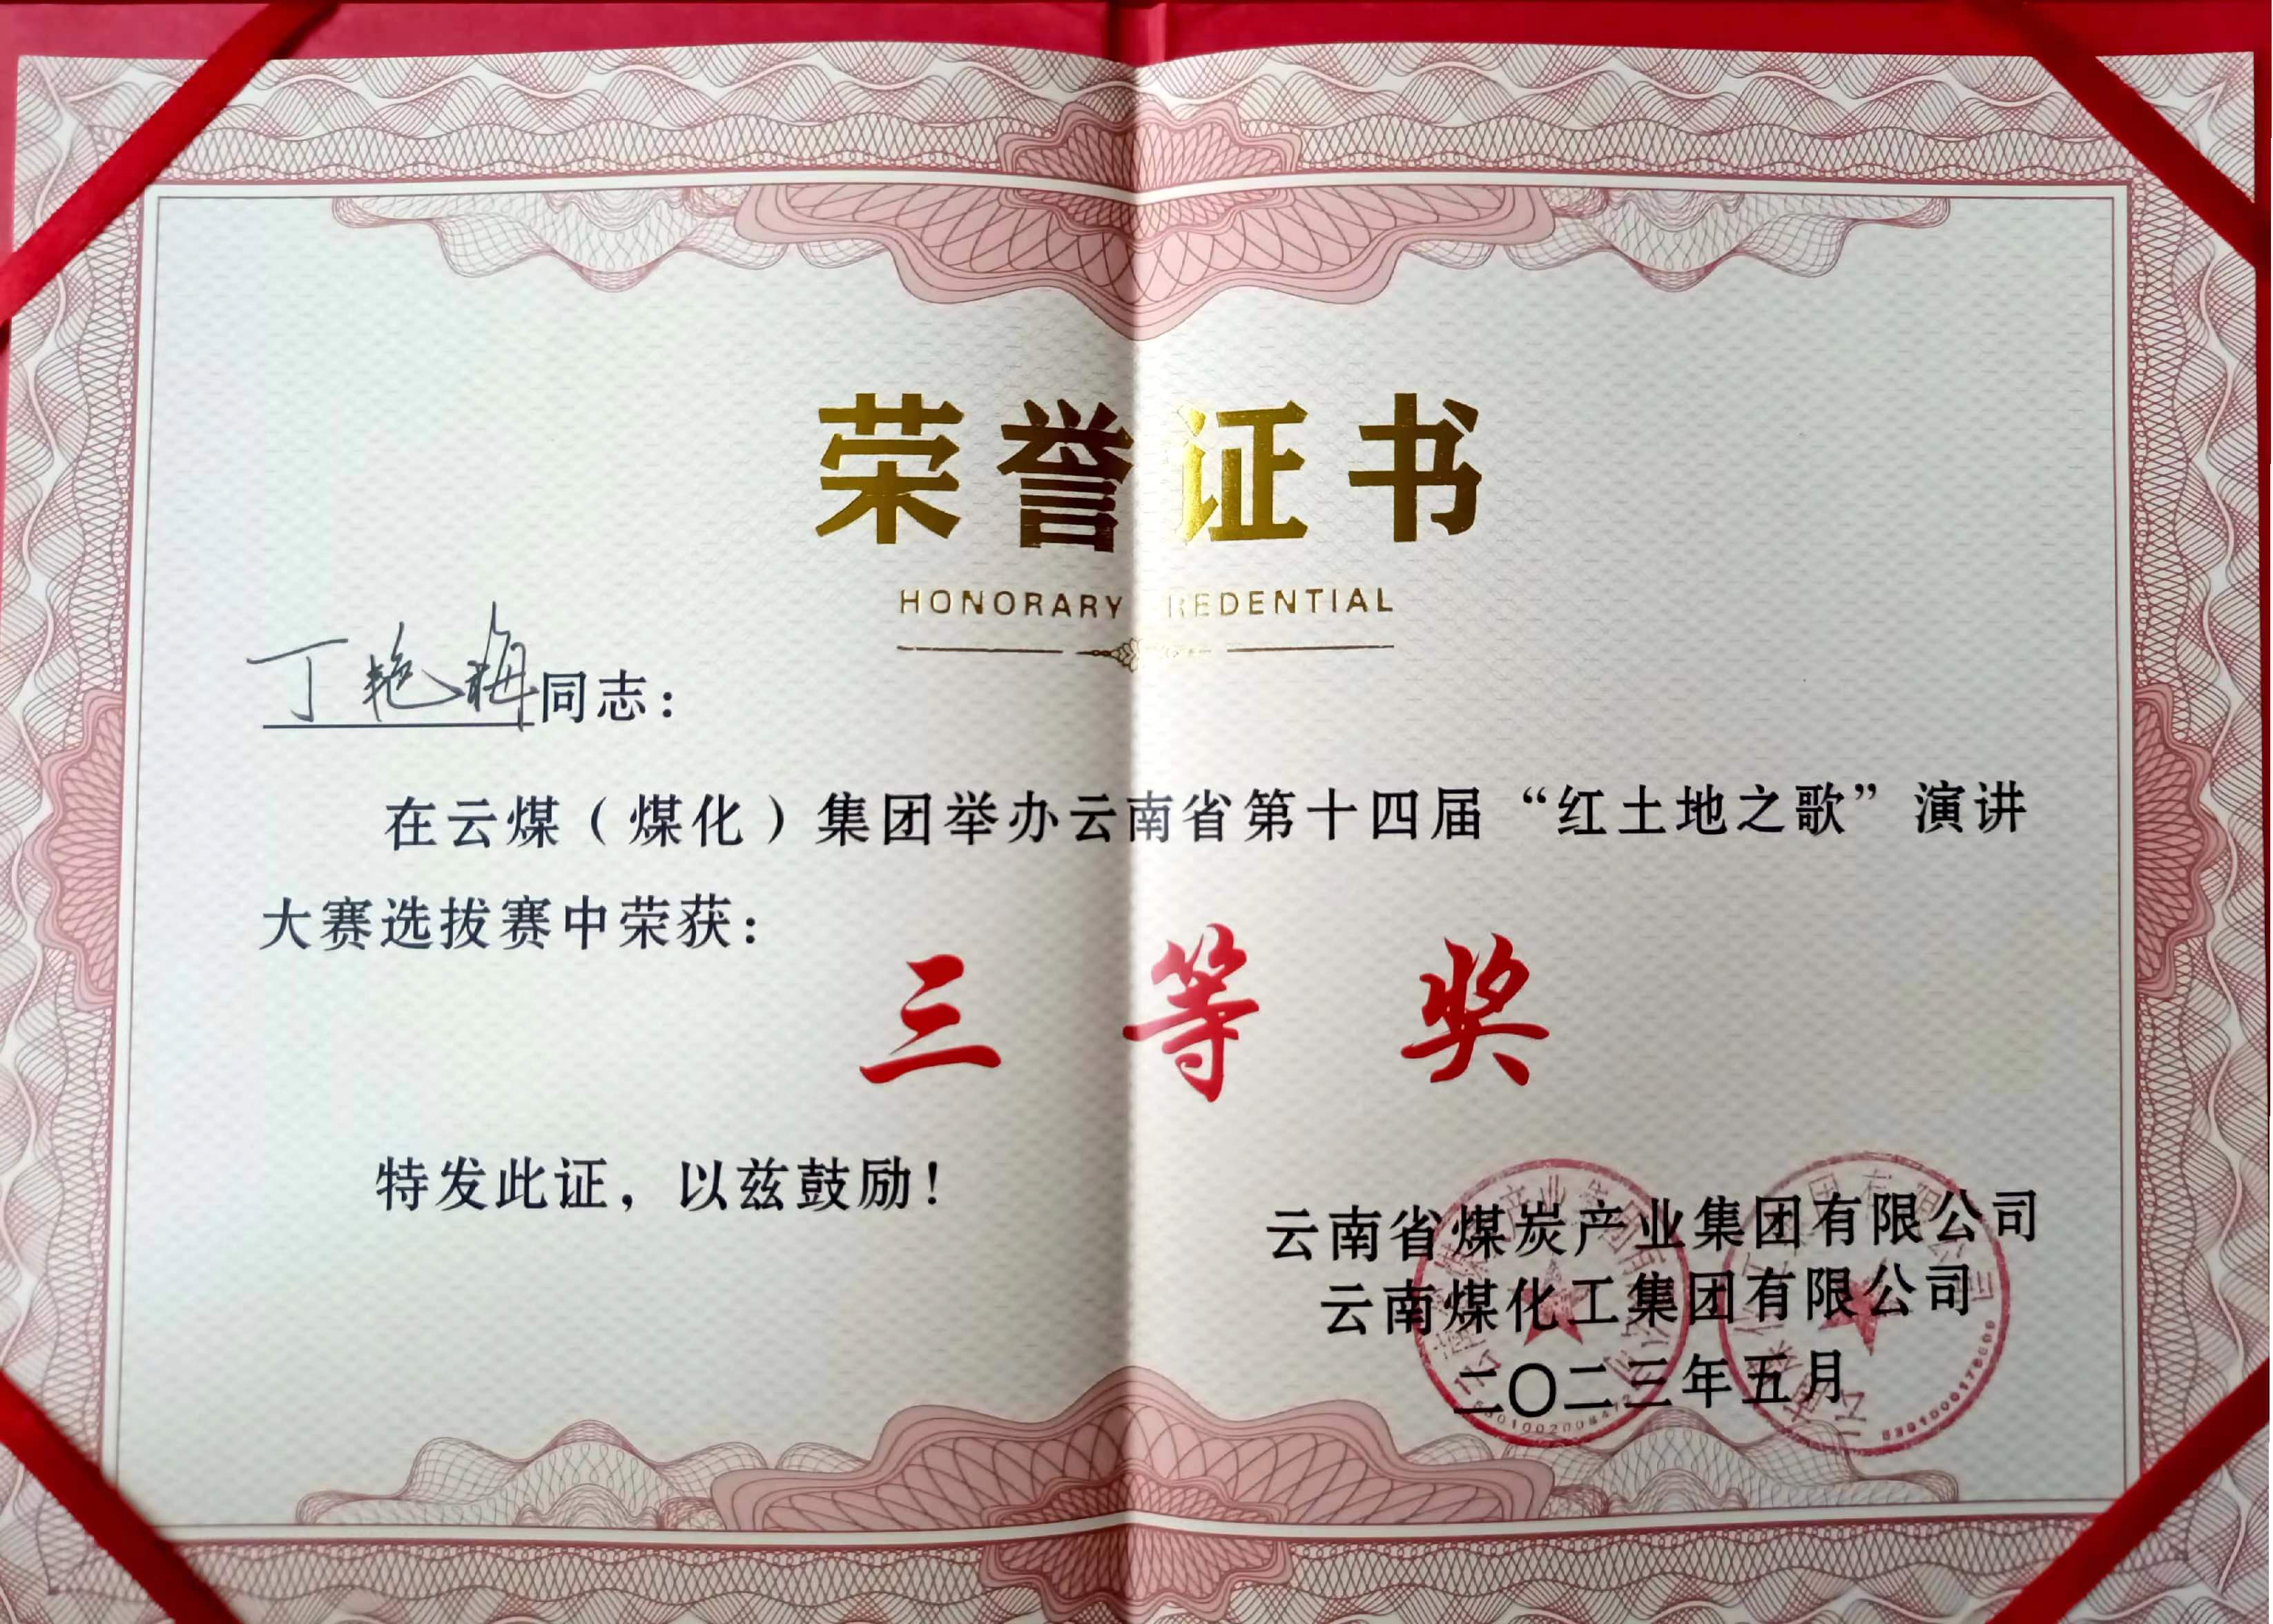 荣誉证书
HONORARY CREDENTIAL
丁艳梅同志：
在云煤（煤化）集团举办云南省第十四届“红土地之歌”演讲
大赛选拔赛中荣获：
三等奖
特发此证，以兹鼓励！
云南省煤炭产业集团有限公司
云南煤化工集团有限公司
二〇二三年五月